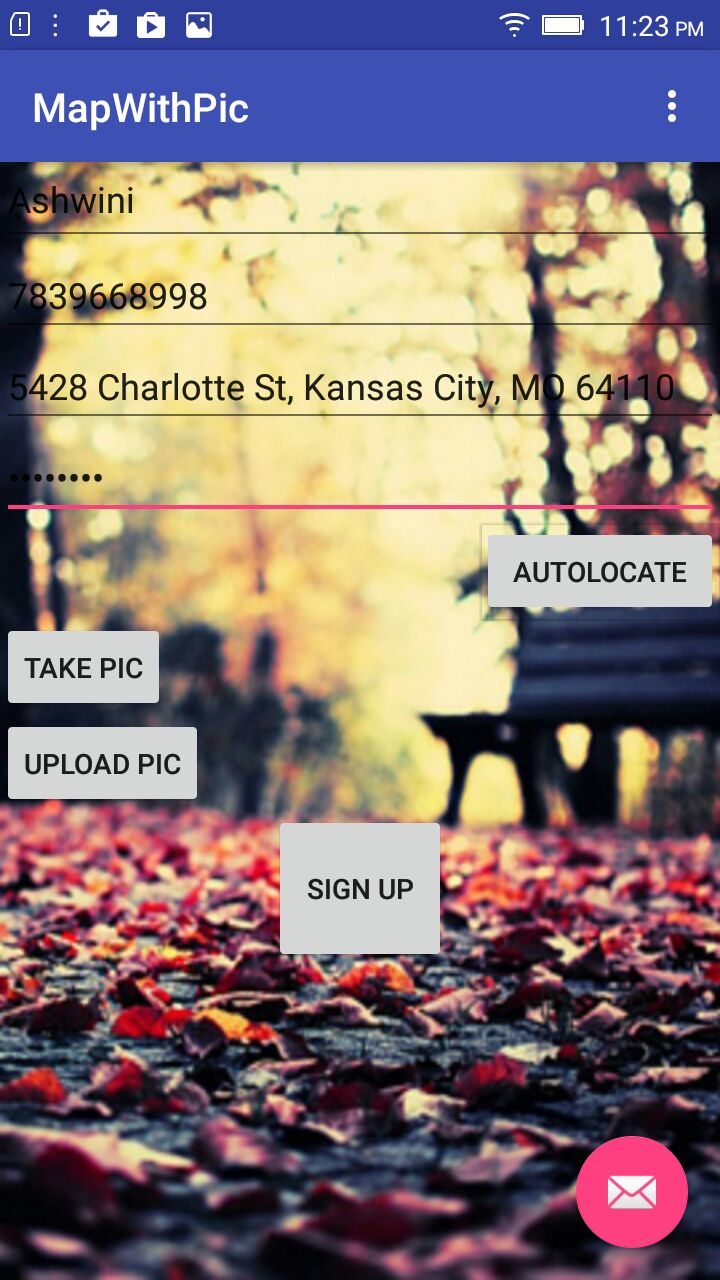 11:23 PM
MapWithPic
Ashwini
7839668998
5428 Charlotte St, Kansas City, MO 64110
••••••••
AUTOLOCATE
TAKE PIC
UPLOAD PIC
SIGN UP